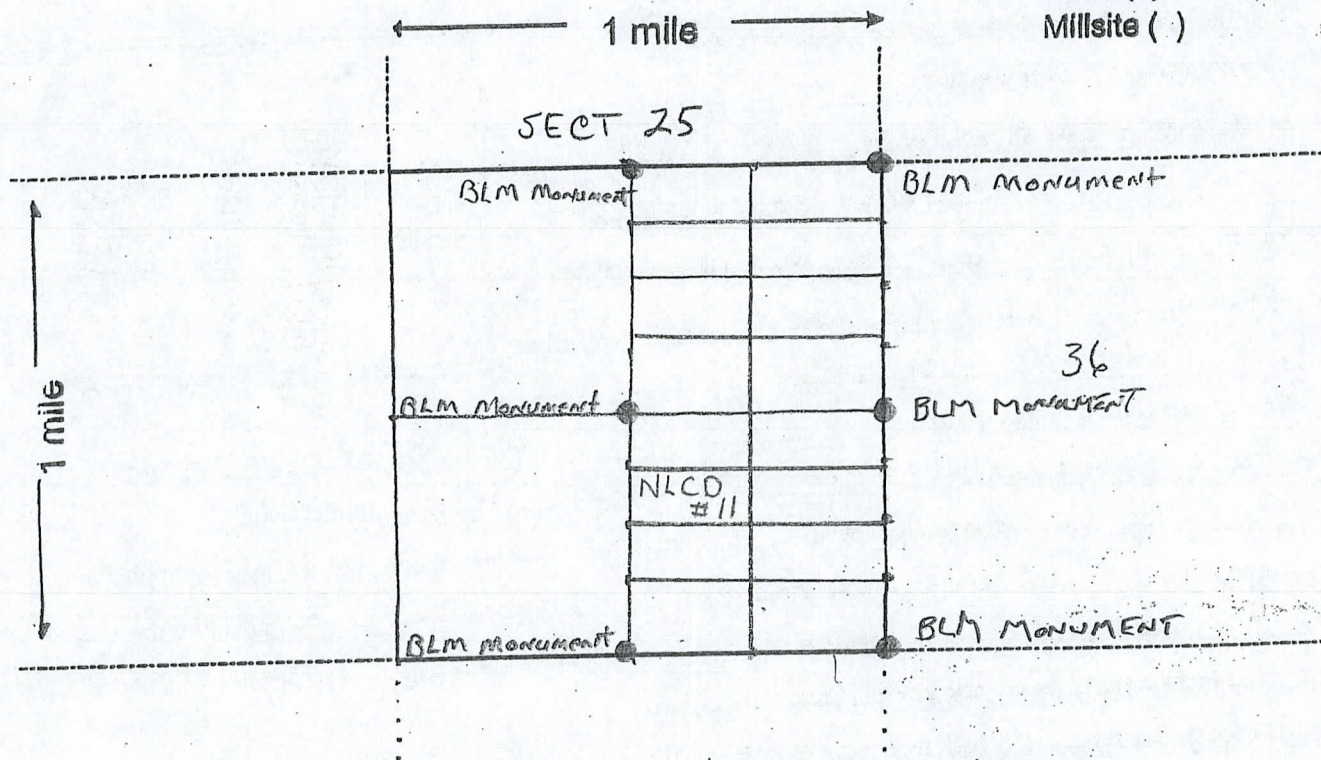 1 mile
Millsite ( )
SECT 25
BLM Monument
BLM Monument
36
1 mile
BLM Monument
BLM MONUMENT
NLCD
#11
BLM Monument
BLM MONUMENT